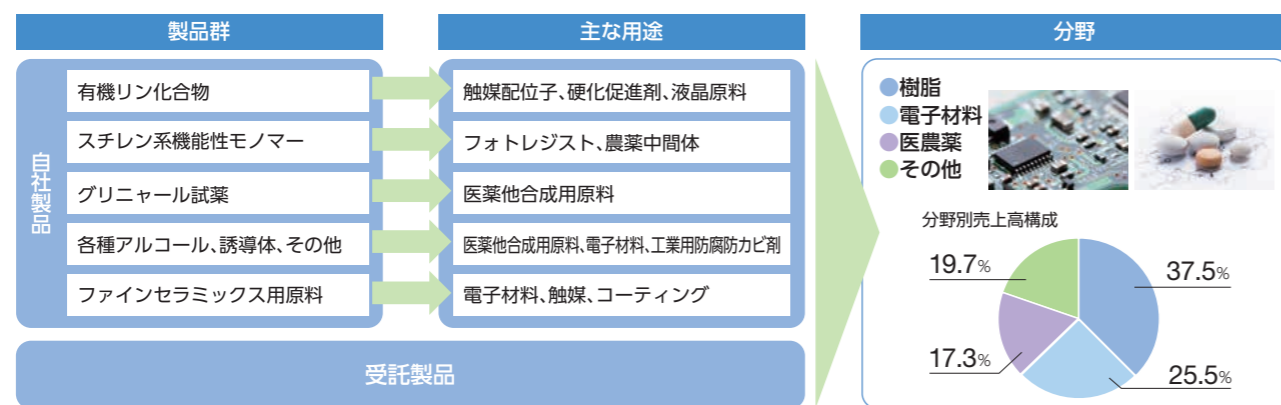 製品群
主な用途
分野
自社製品
有機リン化合物
触媒配位子、硬化促進剤、液晶原料
スチレン系機能性モノマー
フォトレジスト、農薬中間体
グリニャール試薬
医薬他合成用原料
各種アルコール、誘導体、その他
医薬他合成用原料、電子材料、工業用防腐防カビ剤
ファインセラミックス用原料
電子材料、触媒、コーティング
受託製品
●樹脂
●電子材料
●医農薬
●その他
分野別売上高構成
19.7%
37.5%
17.3%
25.5%